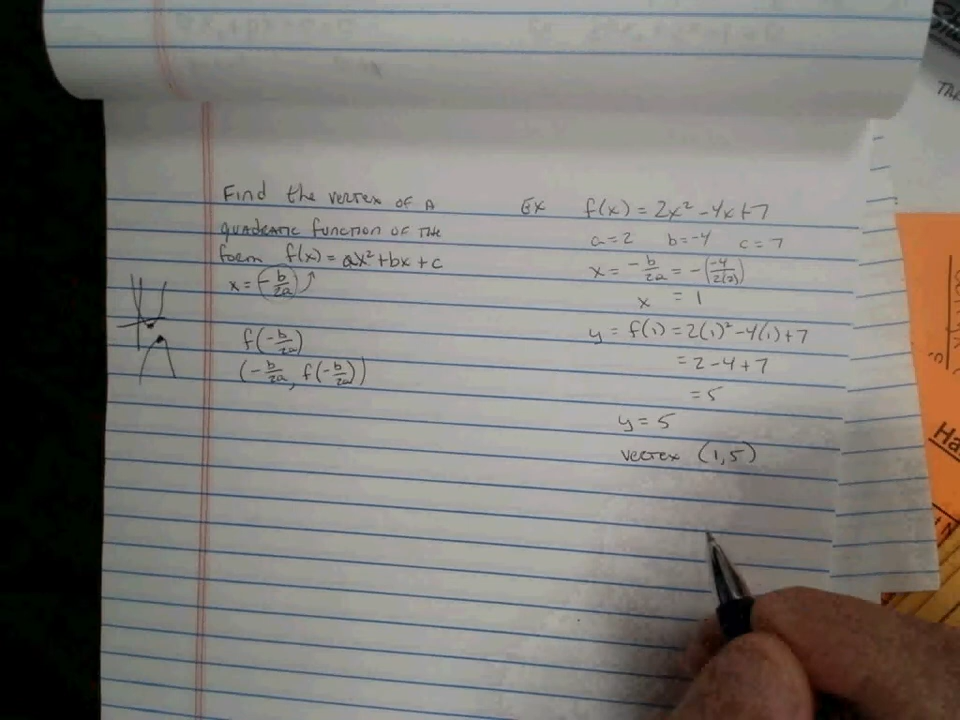 Find the vertex of A
quadratic function of the
form f(x) = ax²+bx+c
x = -b/2a
f(-b/2a)
(-b/2a, f(-b/2a))
Ex f(x) = 2x² -4x+7
a=2 b=-4 c=7
x = -b/2a = -(-4/2(2))
x = 1
y = f(1) = 2(1)² -4(1)+7
= 2-4+7
= 5
y = 5
vertex (1,5)
Ha